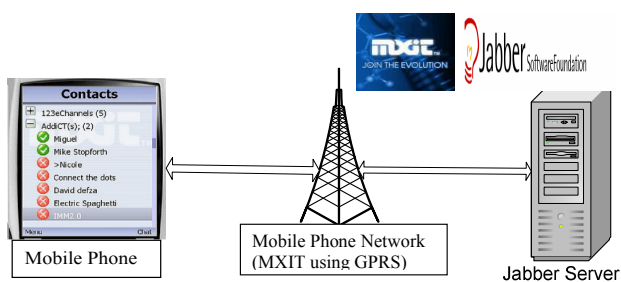 mxit
JOIN THE EVOLUTION
Jabber SoftwareFoundation
Contacts
123eChannels (5)
AddiCT(s); (2)
Miguel
Mike Stopforth
>Nicole
Connect the dots
David defza
Electric Spaghetti
IMM2.0
Menu Chat
Mobile Phone
Mobile Phone Network
(MXIT using GPRS)
Jabber Server